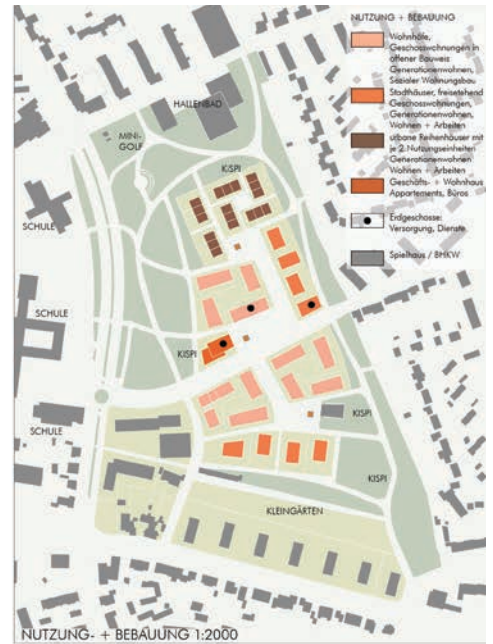 NUTZUNG + BEBAUUNG
Wohnhöfe,
Geschosswohnungen in
offener Bauweis
Generationenwohnen,
Sozialer Wohnungsbau
Stadthäuser, freistehend
Geschosswohnungen,
Generationenwohnen,
Wohnen + Arbeiten
urbane Reihenhäuser mit
je 2.Nutzungseinheiten
Generationenwohnen
Wohnen + Arbeiten
Geschäfts- + Wohnhaus
Appartements, Büros
Erdgeschosse:
Versorgung, Dienste
Spielhaus / BHKW
HALLENBAD
MINI-
GOLF
KISPI
SCHULE
SCHULE
KISPI
SCHULE
KISPI
KISPI
KLEINGÄRTEN
NUTZUNG- + BEBAUUNG 1:2000